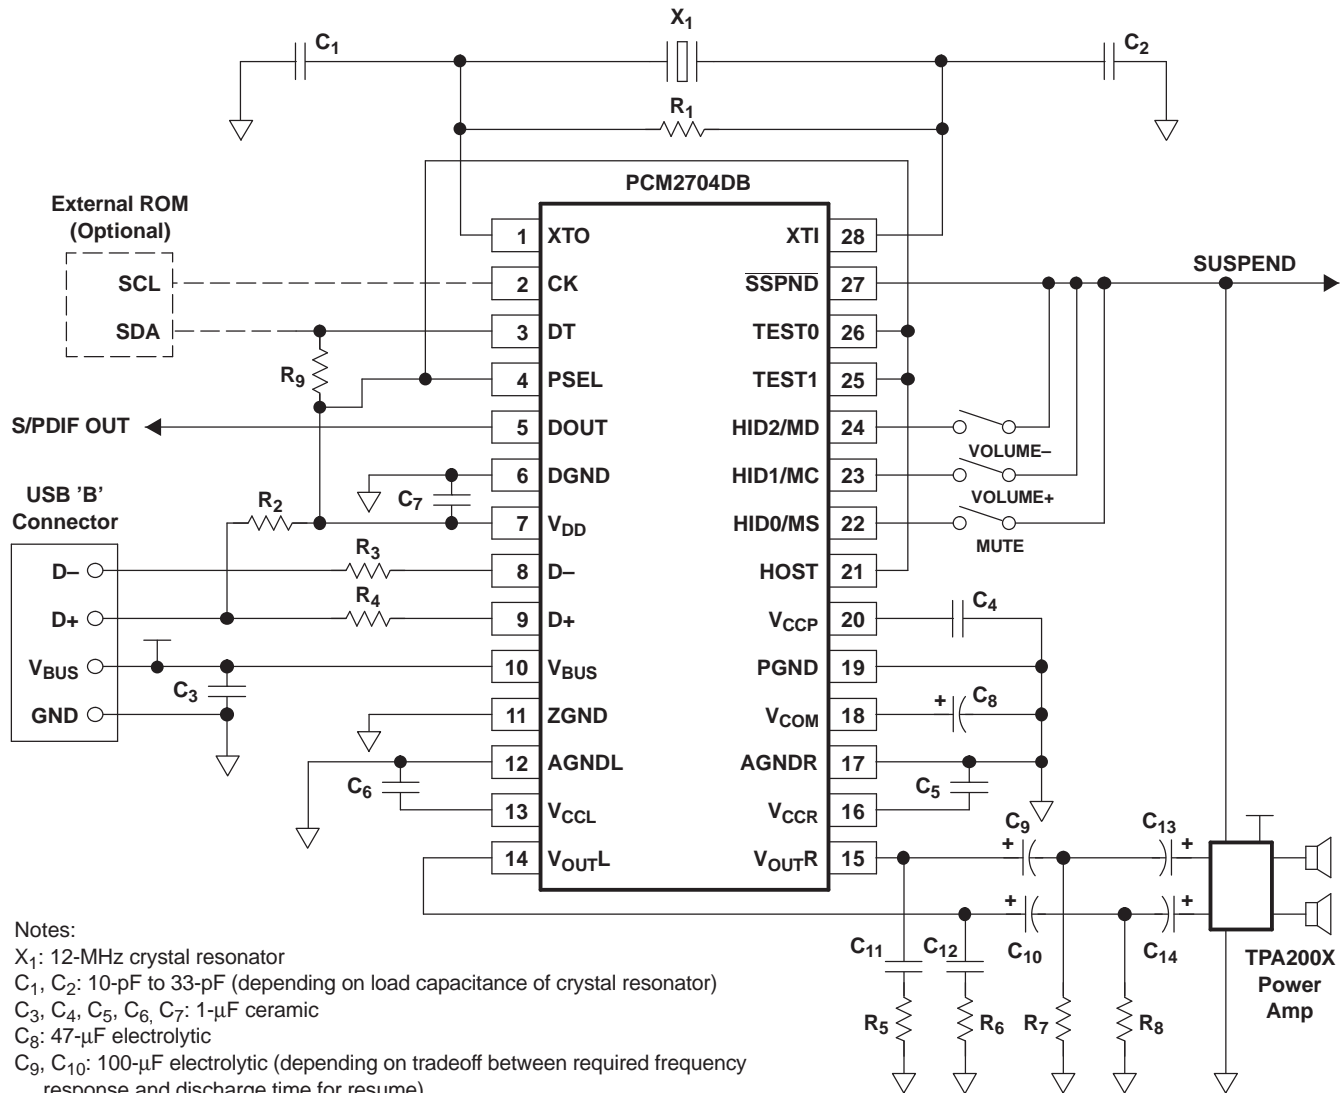 X1
C1
C2
R1
PCM2704DB
External ROM
(Optional)
SCL
SDA
R9
S/PDIF OUT
USB 'B'
Connector
D–
D+
VBUS
GND
R2
R3
R4
C7
C3
C6
1 XTO
2 CK
3 DT
4 PSEL
5 DOUT
6 DGND
7 VDD
8 D–
9 D+
10 VBUS
11 ZGND
12 AGNDL
13 VCCL
14 VOUTL
XTI 28
SSPND 27
TEST0 26
TEST1 25
HID2/MD 24
HID1/MC 23
HID0/MS 22
HOST 21
VCCP 20
PGND 19
VCOM 18
AGNDR 17
VCCR 16
VOUTR 15
SUSPEND
VOLUME–
VOLUME+
MUTE
C4
+ C8
C5
C9
C13
+
+
+
+
C11
C12
C10
C14
R5
R6
R7
R8
TPA200X
Power
Amp
Notes:
X1: 12-MHz crystal resonator
C1, C2: 10-pF to 33-pF (depending on load capacitance of crystal resonator)
C3, C4, C5, C6, C7: 1-μF ceramic
C8: 47-μF electrolytic
C9, C10: 100-μF electrolytic (depending on tradeoff between required frequency
response and discharge time for resume)